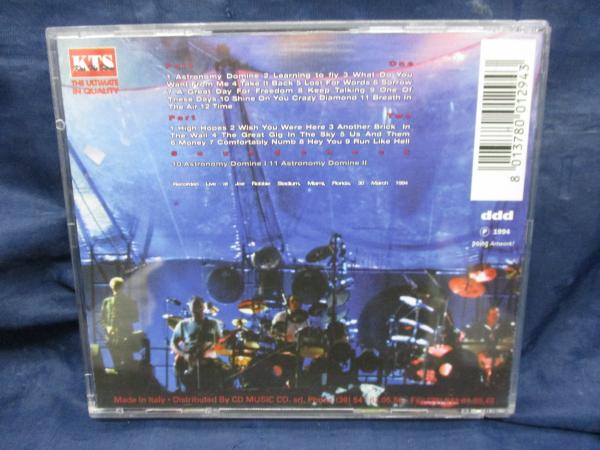 KTS
THE ULTIMATE
IN QUALITY
Part One
1 Astronomy Domine 2 Learning to fly 3 What Do You
Want From Me 4 Take It Back 5 Lost For Words 6 Sorrow
7 A Great Day For Freedom 8 Keep Talking 9 One Of
These Days 10 Shine On You Crazy Diamond 11 Breath In
The Air 12 Time
Part Two
1 High Hopes 2 Wish You Were Here 3 Another Brick In
The Wall 4 The Great Gig In The Sky 5 Us And Them
6 Money 7 Comfortably Numb 8 Hey You 9 Run Like Hell
10 Astronomy Domine I 11 Astronomy Domine II
Recorded Live at Joe Robbie Stadium, Miami, Florida, 30 March 1994
8 013780 012943
ddd
P 1994
poing Artwork!
Made in Italy • Distributed By CD MUSIC CO. srl, Phone (39)